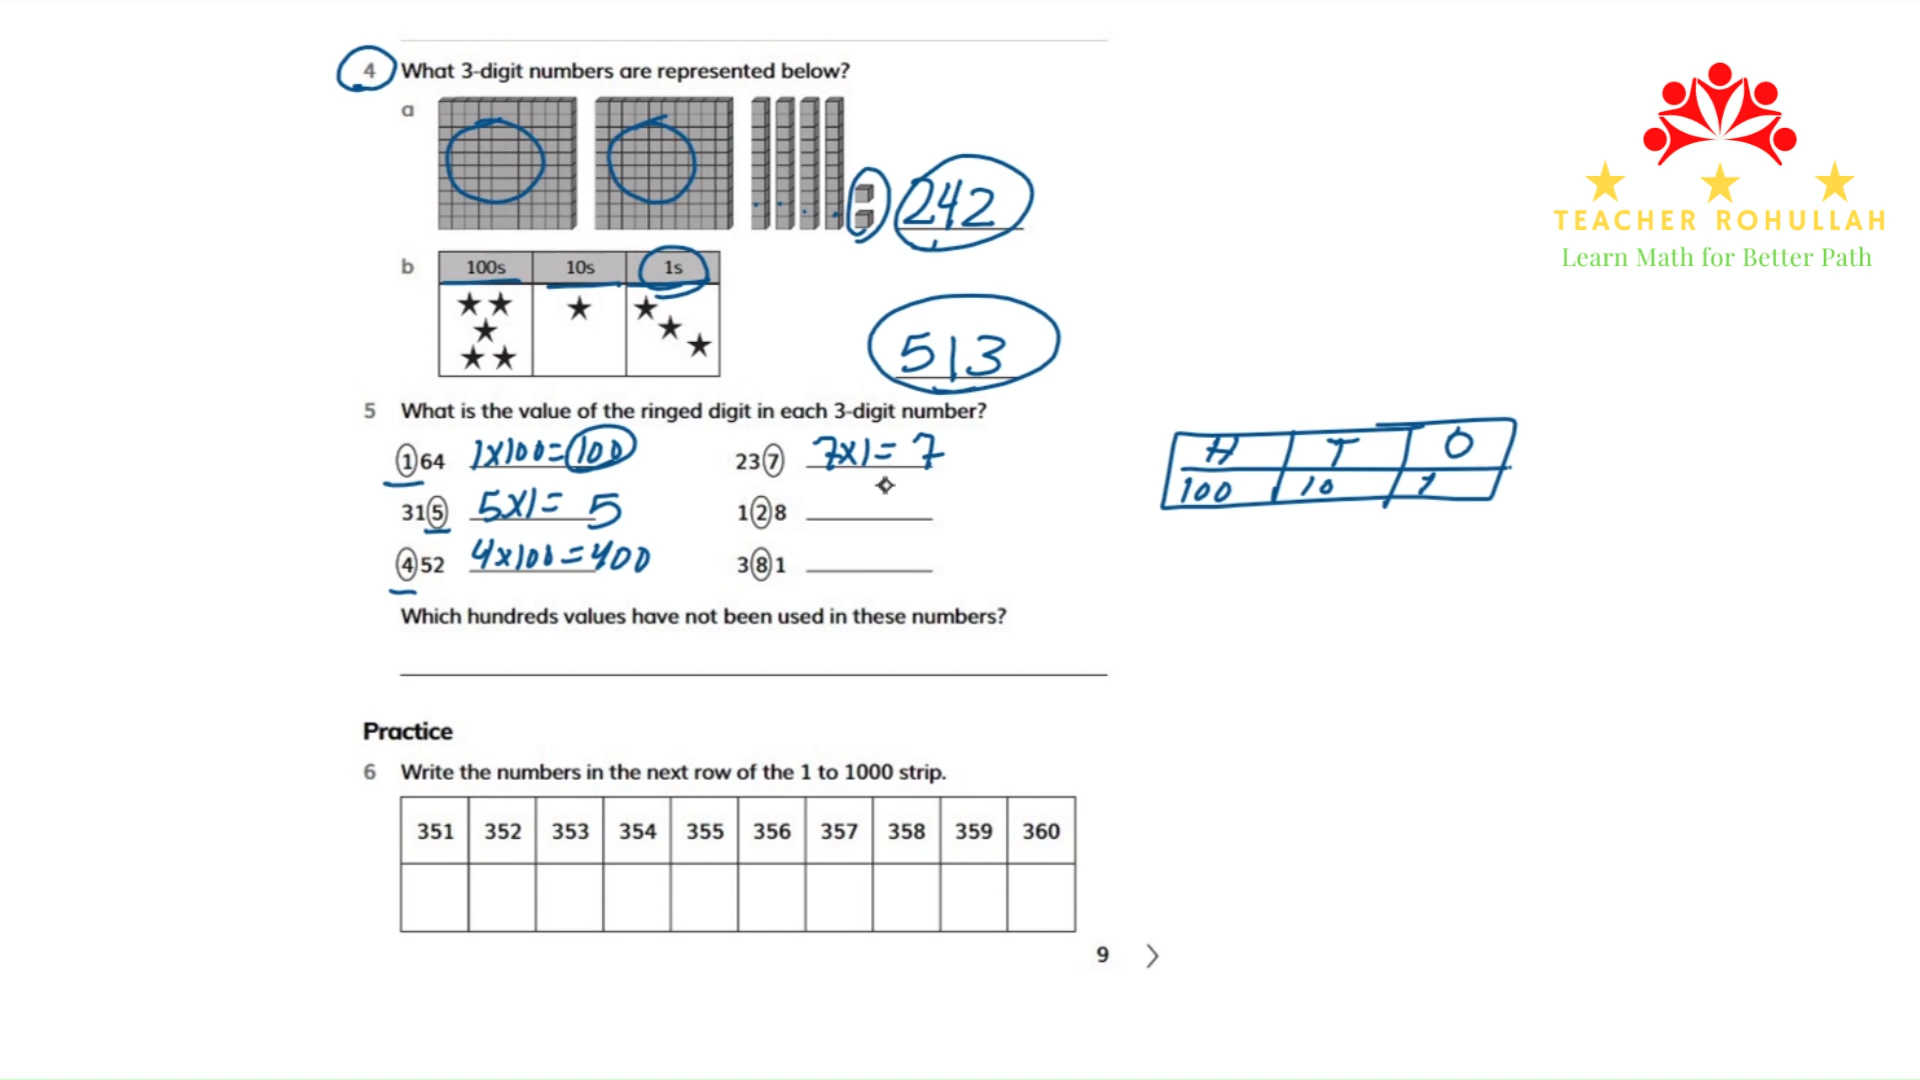 4 What 3-digit numbers are represented below?
a
242
b 100s 10s 1s
513
5 What is the value of the ringed digit in each 3-digit number?
164 1x100=100 237 7x1=7
315 5x1= 5 128
452 4x100=400 381
Which hundreds values have not been used in these numbers?
Practice
6 Write the numbers in the next row of the 1 to 1000 strip.
351 352 353 354 355 356 357 358 359 360
9
H T O
100 10 1
TEACHER ROHULLAH
Learn Math for Better Path